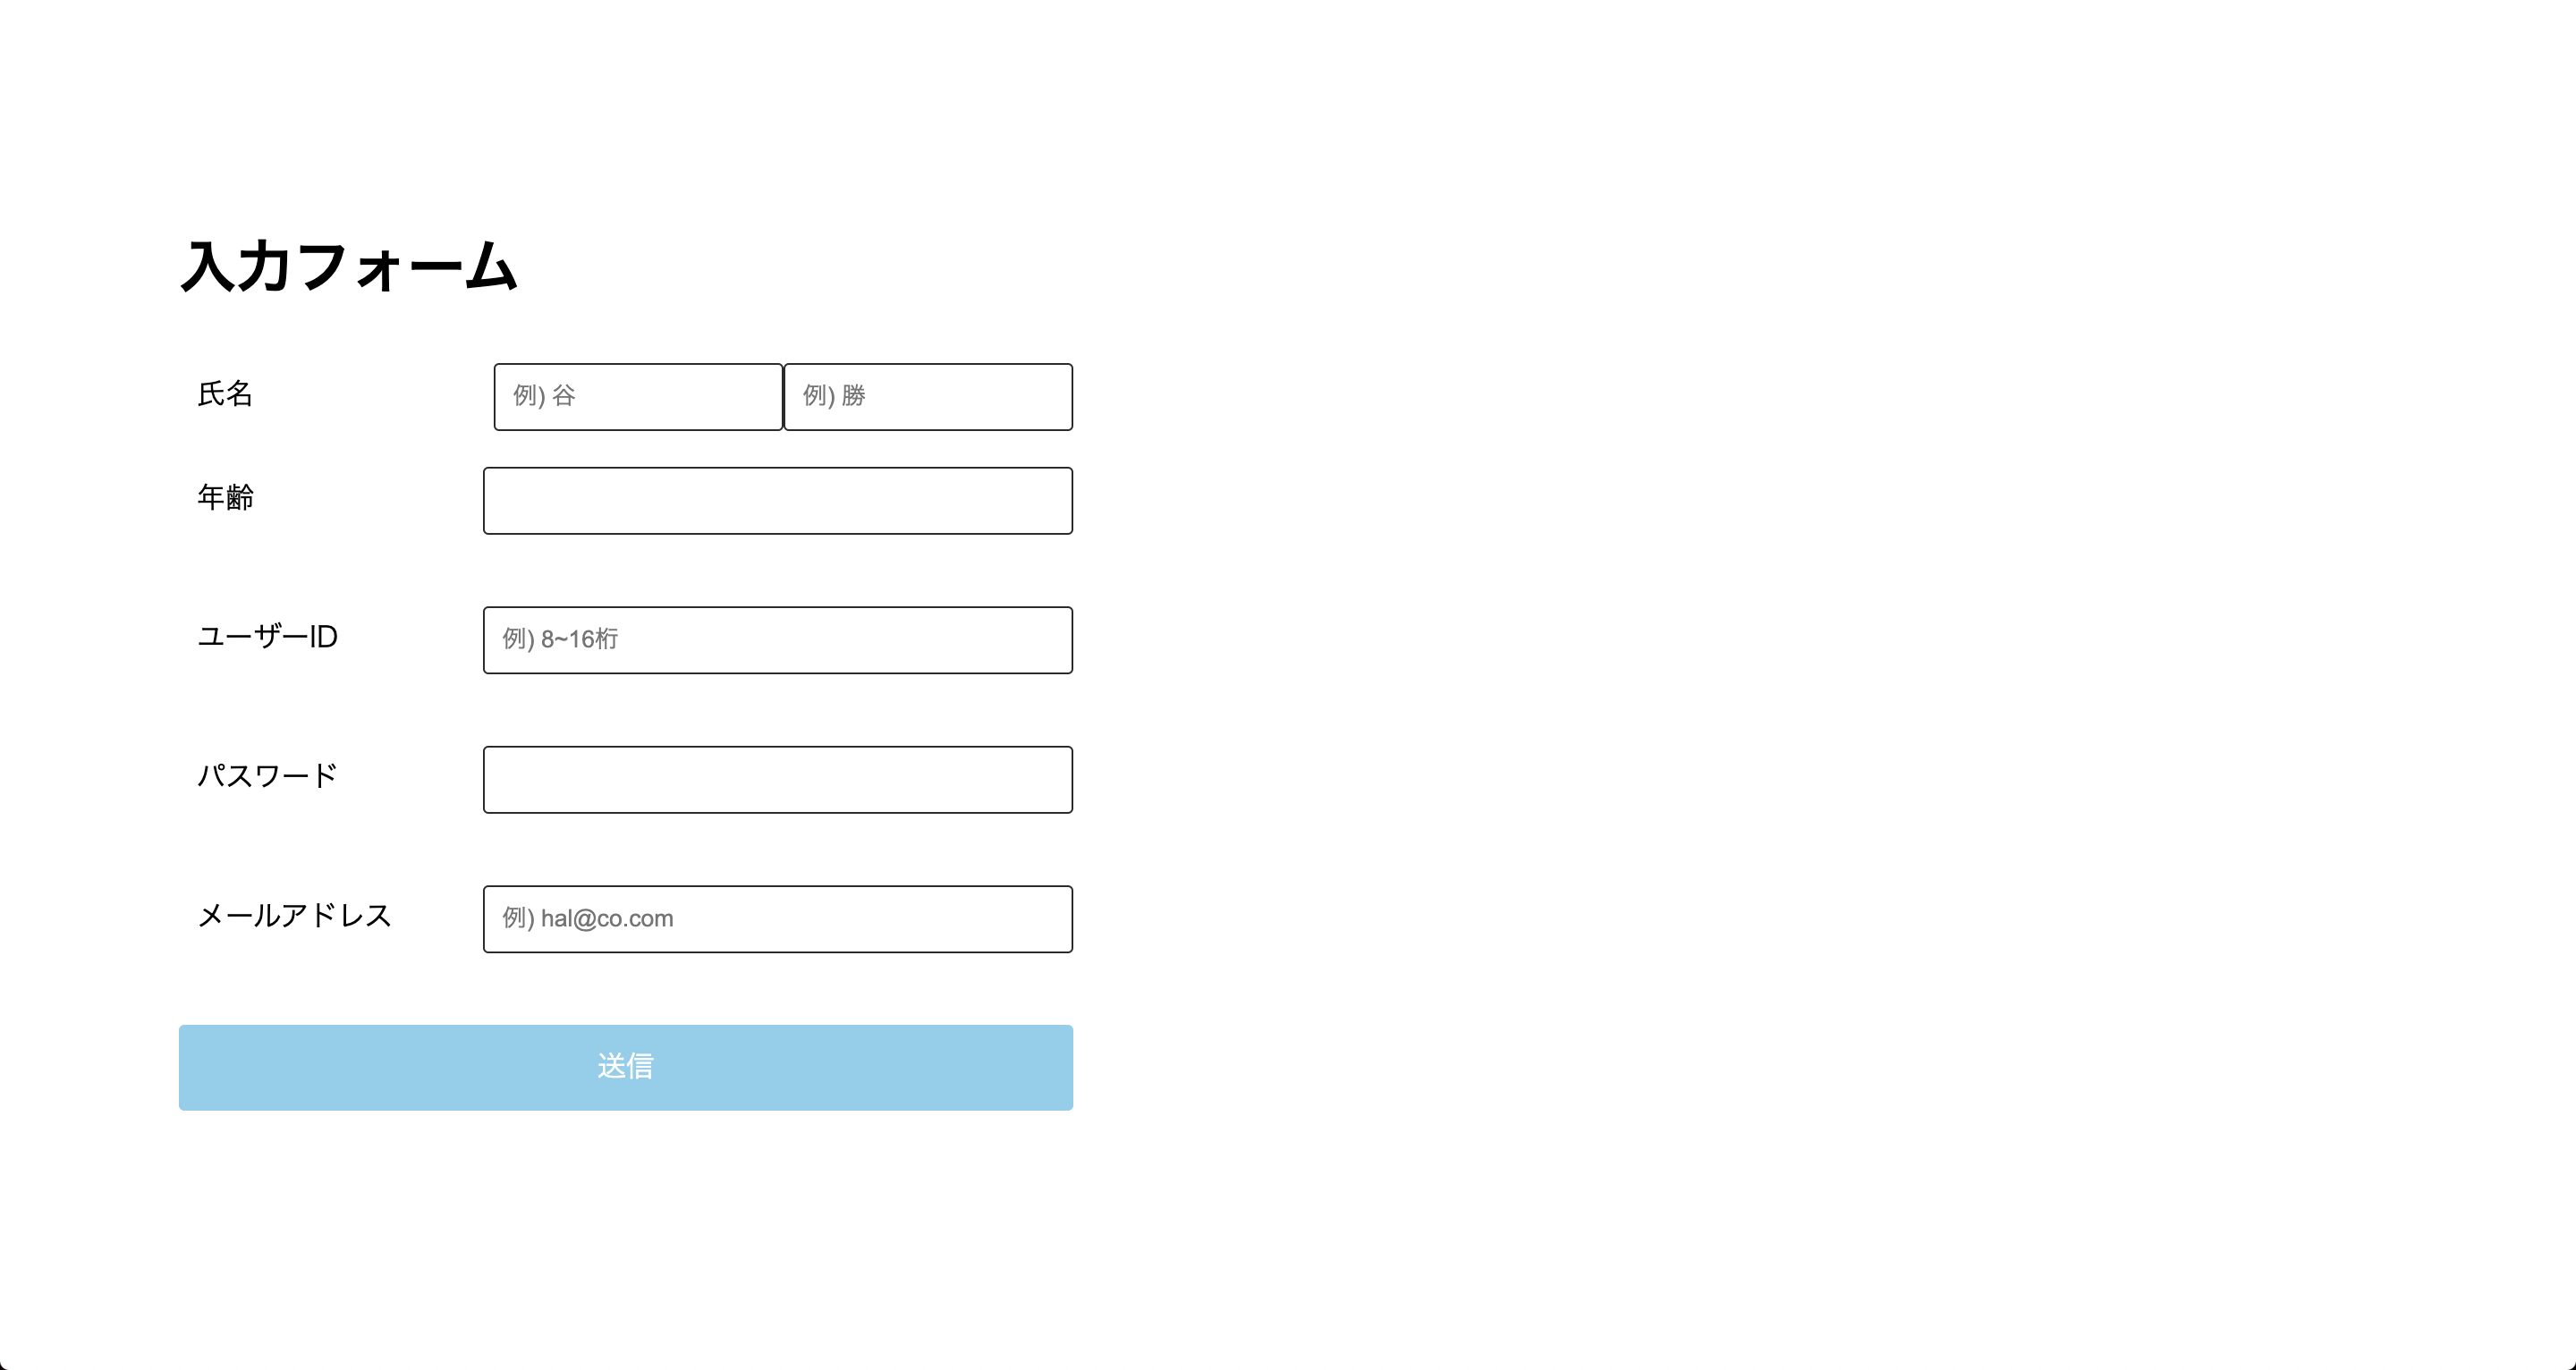 入力フォーム
氏名 例) 谷 例) 勝
年齢
ユーザーID 例) 8~16桁
パスワード
メールアドレス 例) hal@co.com
送信